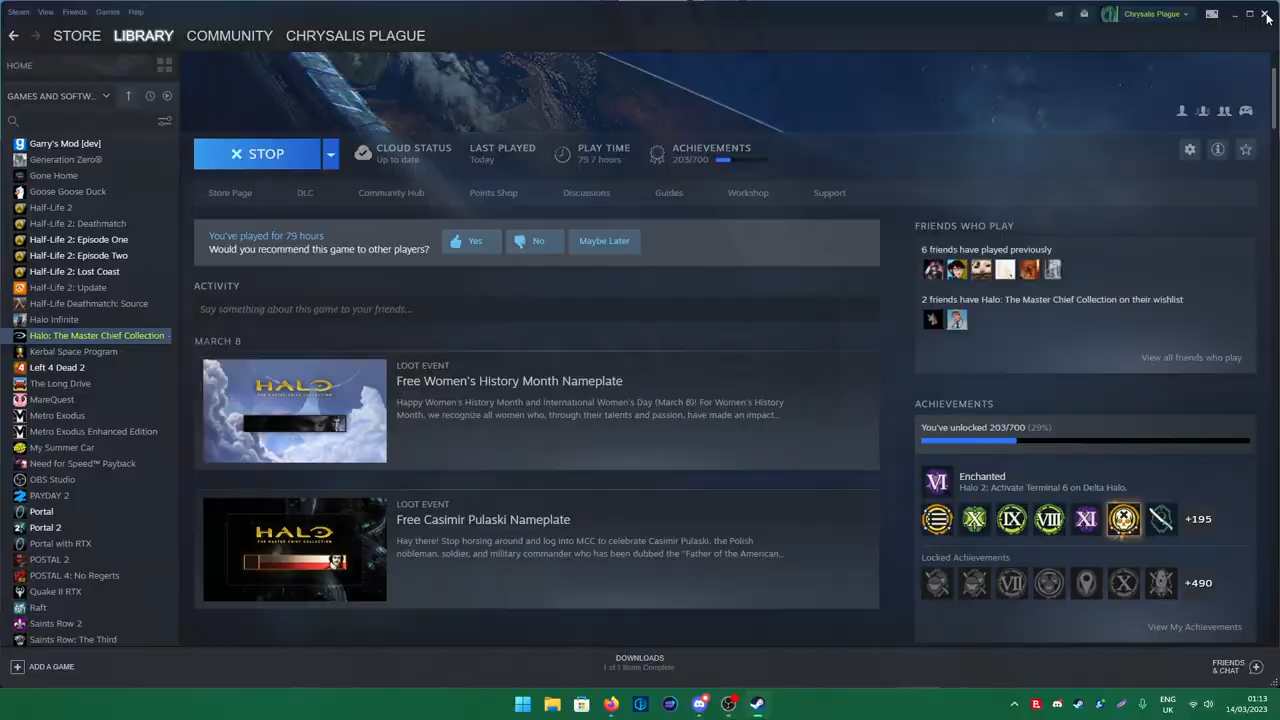 Steam View Friends Games Help
Chrysalis Plague
STORE LIBRARY COMMUNITY CHRYSALIS PLAGUE
HOME
GAMES AND SOFTW...
Garry's Mod [dev]
Generation Zero®
Gone Home
Goose Goose Duck
Half-Life 2
Half-Life 2: Deathmatch
Half-Life 2: Episode One
Half-Life 2: Episode Two
Half-Life 2: Lost Coast
Half-Life 2: Update
Half-Life Deathmatch: Source
Halo Infinite
Halo: The Master Chief Collection -
Kerbal Space Program
Left 4 Dead 2
The Long Drive
MareQuest
Metro Exodus
Metro Exodus Enhanced Edition
My Summer Car
Need for Speed™ Payback
OBS Studio
PAYDAY 2
Portal
Portal 2
Portal with RTX
POSTAL 2
POSTAL 4: No Regerts
Quake II RTX
Raft
Saints Row 2
Saints Row: The Third
ADD A GAME
STOP
CLOUD STATUS
Up to date
LAST PLAYED
Today
PLAY TIME
79.7 hours
ACHIEVEMENTS
203/700
Store Page DLC Community Hub Points Shop Discussions Guides Workshop Support
You've played for 79 hours
Would you recommend this game to other players?
Yes No Maybe Later
ACTIVITY
Say something about this game to your friends...
MARCH 8
HALO
THE MASTER CHIEF COLLECTION
LOOT EVENT
Free Women's History Month Nameplate
Happy Women's History Month and International Women's Day (March 8)! For Women's History
Month, we recognize all women who, through their talents and passion, have made an impact...
HALO
THE MASTER CHIEF COLLECTION
LOOT EVENT
Free Casimir Pulaski Nameplate
Hey there! Stop horsing around and log into MCC to celebrate Casimir Pulaski. the Polish
nobleman, soldier, and military commander who has been dubbed the "Father of the American...
FRIENDS WHO PLAY
6 friends have played previously
2 friends have Halo: The Master Chief Collection on their wishlist
View all friends who play
ACHIEVEMENTS
You've unlocked 203/700 (29%)
VI
Enchanted
Halo 2: Activate Terminal 6 on Delta Halo.
X IX VIII XI +195
Locked Achievements
VII X +490
View My Achievements
DOWNLOADS
1 of 1 Items Complete
FRIENDS
& CHAT
ENG
UK
01:13
14/03/2023